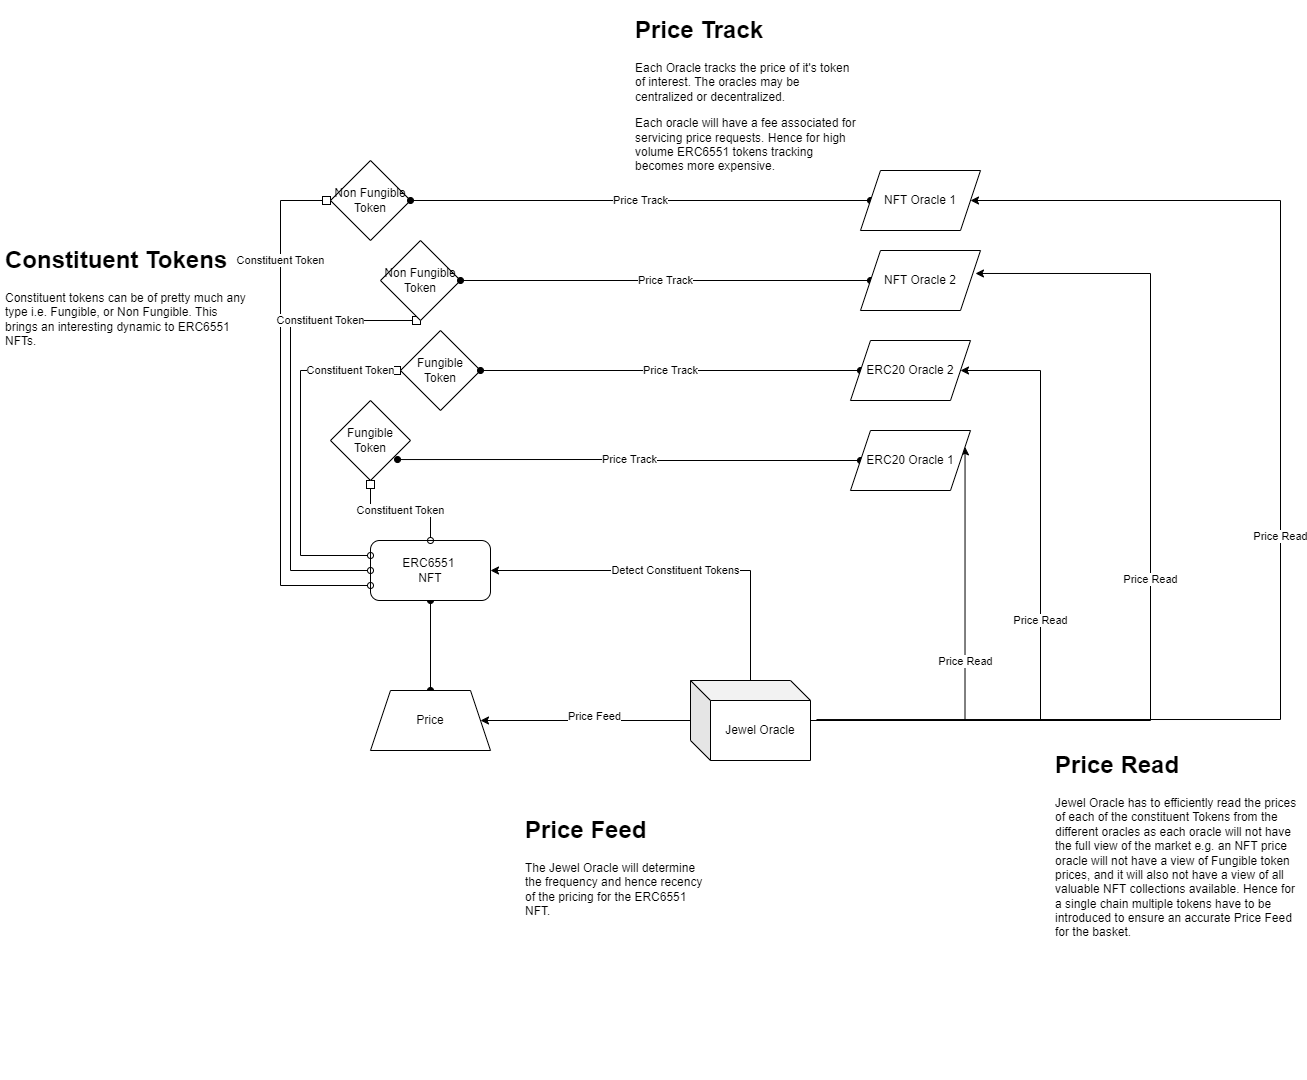 Price Track
Each Oracle tracks the price of it's token
of interest. The oracles may be
centralized or decentralized.
Each oracle will have a fee associated for
servicing price requests. Hence for high
volume ERC6551 tokens tracking
becomes more expensive.
Non Fungible
Token
Price Track
NFT Oracle 1
Constituent Tokens
Constituent tokens can be of pretty much any
type i.e. Fungible, or Non Fungible. This
brings an interesting dynamic to ERC6551
NFTs.
Constituent Token
Non Fungible
Token
Price Track
NFT Oracle 2
Constituent Token
Constituent Token
Fungible
Token
Price Track
ERC20 Oracle 2
Fungible
Token
Price Track
ERC20 Oracle 1
Constituent Token
ERC6551
NFT
Detect Constituent Tokens
Price Read
Price Read
Price Read
Price Read
Price
Price Feed
Jewel Oracle
Price Read
Jewel Oracle has to efficiently read the prices
of each of the constituent Tokens from the
different oracles as each oracle will not have
the full view of the market e.g. an NFT price
oracle will not have a view of Fungible token
prices, and it will also not have a view of all
valuable NFT collections available. Hence for
a single chain multiple tokens have to be
introduced to ensure an accurate Price Feed
for the basket.
Price Feed
The Jewel Oracle will determine
the frequency and hence recency
of the pricing for the ERC6551
NFT.